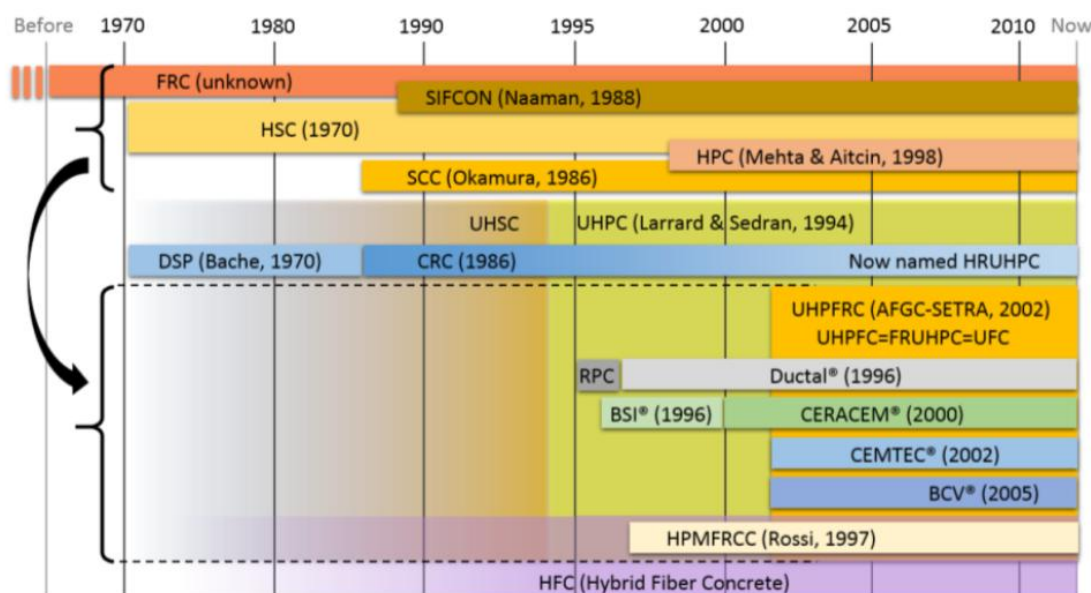 Before 1970 1980 1990 1995 2000 2005 2010 Now
FRC (unknown)
SIFCON (Naaman, 1988)
HSC (1970)
HPC (Mehta & Aitcin, 1998)
SCC (Okamura, 1986)
UHSC UHPC (Larrard & Sedran, 1994)
DSP (Bache, 1970) CRC (1986) Now named HRUHPC
UHPFRC (AFGC-SETRA, 2002)
UHPFC=FRUHPC=UFC
RPC Ductal® (1996)
BSI® (1996) CERACEM® (2000)
CEMTEC® (2002)
BCV® (2005)
HPMFRCC (Rossi, 1997)
HFC (Hybrid Fiber Concrete)